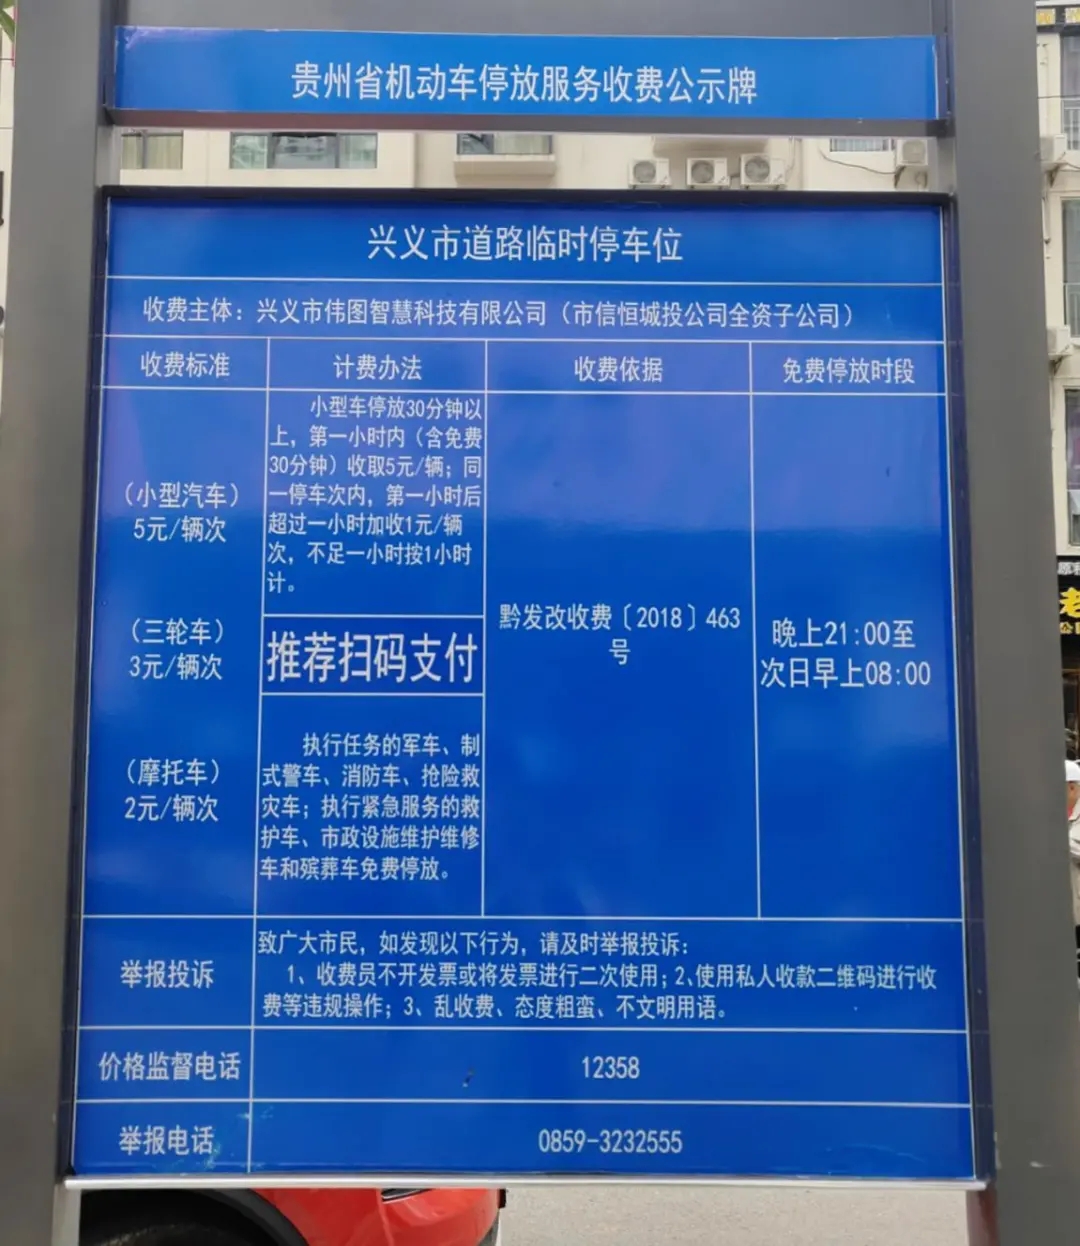 贵州省机动车停放服务收费公示牌
兴义市道路临时停车位
收费主体：兴义市伟图智慧科技有限公司（市信恒城投公司全资子公司）
收费标准
计费办法
收费依据
免费停放时段
（小型汽车）
5元/辆次
（三轮车）
3元/辆次
（摩托车）
2元/辆次
小型车停放30分钟以
上，第一小时内（含免费
30分钟）收取5元/辆；同
一停车次内，第一小时后
超过一小时加收1元/辆
次，不足一小时按1小时
计。
推荐扫码支付
执行任务的军车、制
式警车、消防车、抢险救
灾车；执行紧急服务的救
护车、市政设施维护维修
车和殡葬车免费停放。
黔发改收费〔2018〕463
号
晚上21:00至
次日早上08:00
举报投诉
致广大市民，如发现以下行为，请及时举报投诉：
1、收费员不开发票或将发票进行二次使用；2、使用私人收款二维码进行收
费等违规操作；3、乱收费、态度粗蛮、不文明用语。
价格监督电话
12358
举报电话
0859-3232555